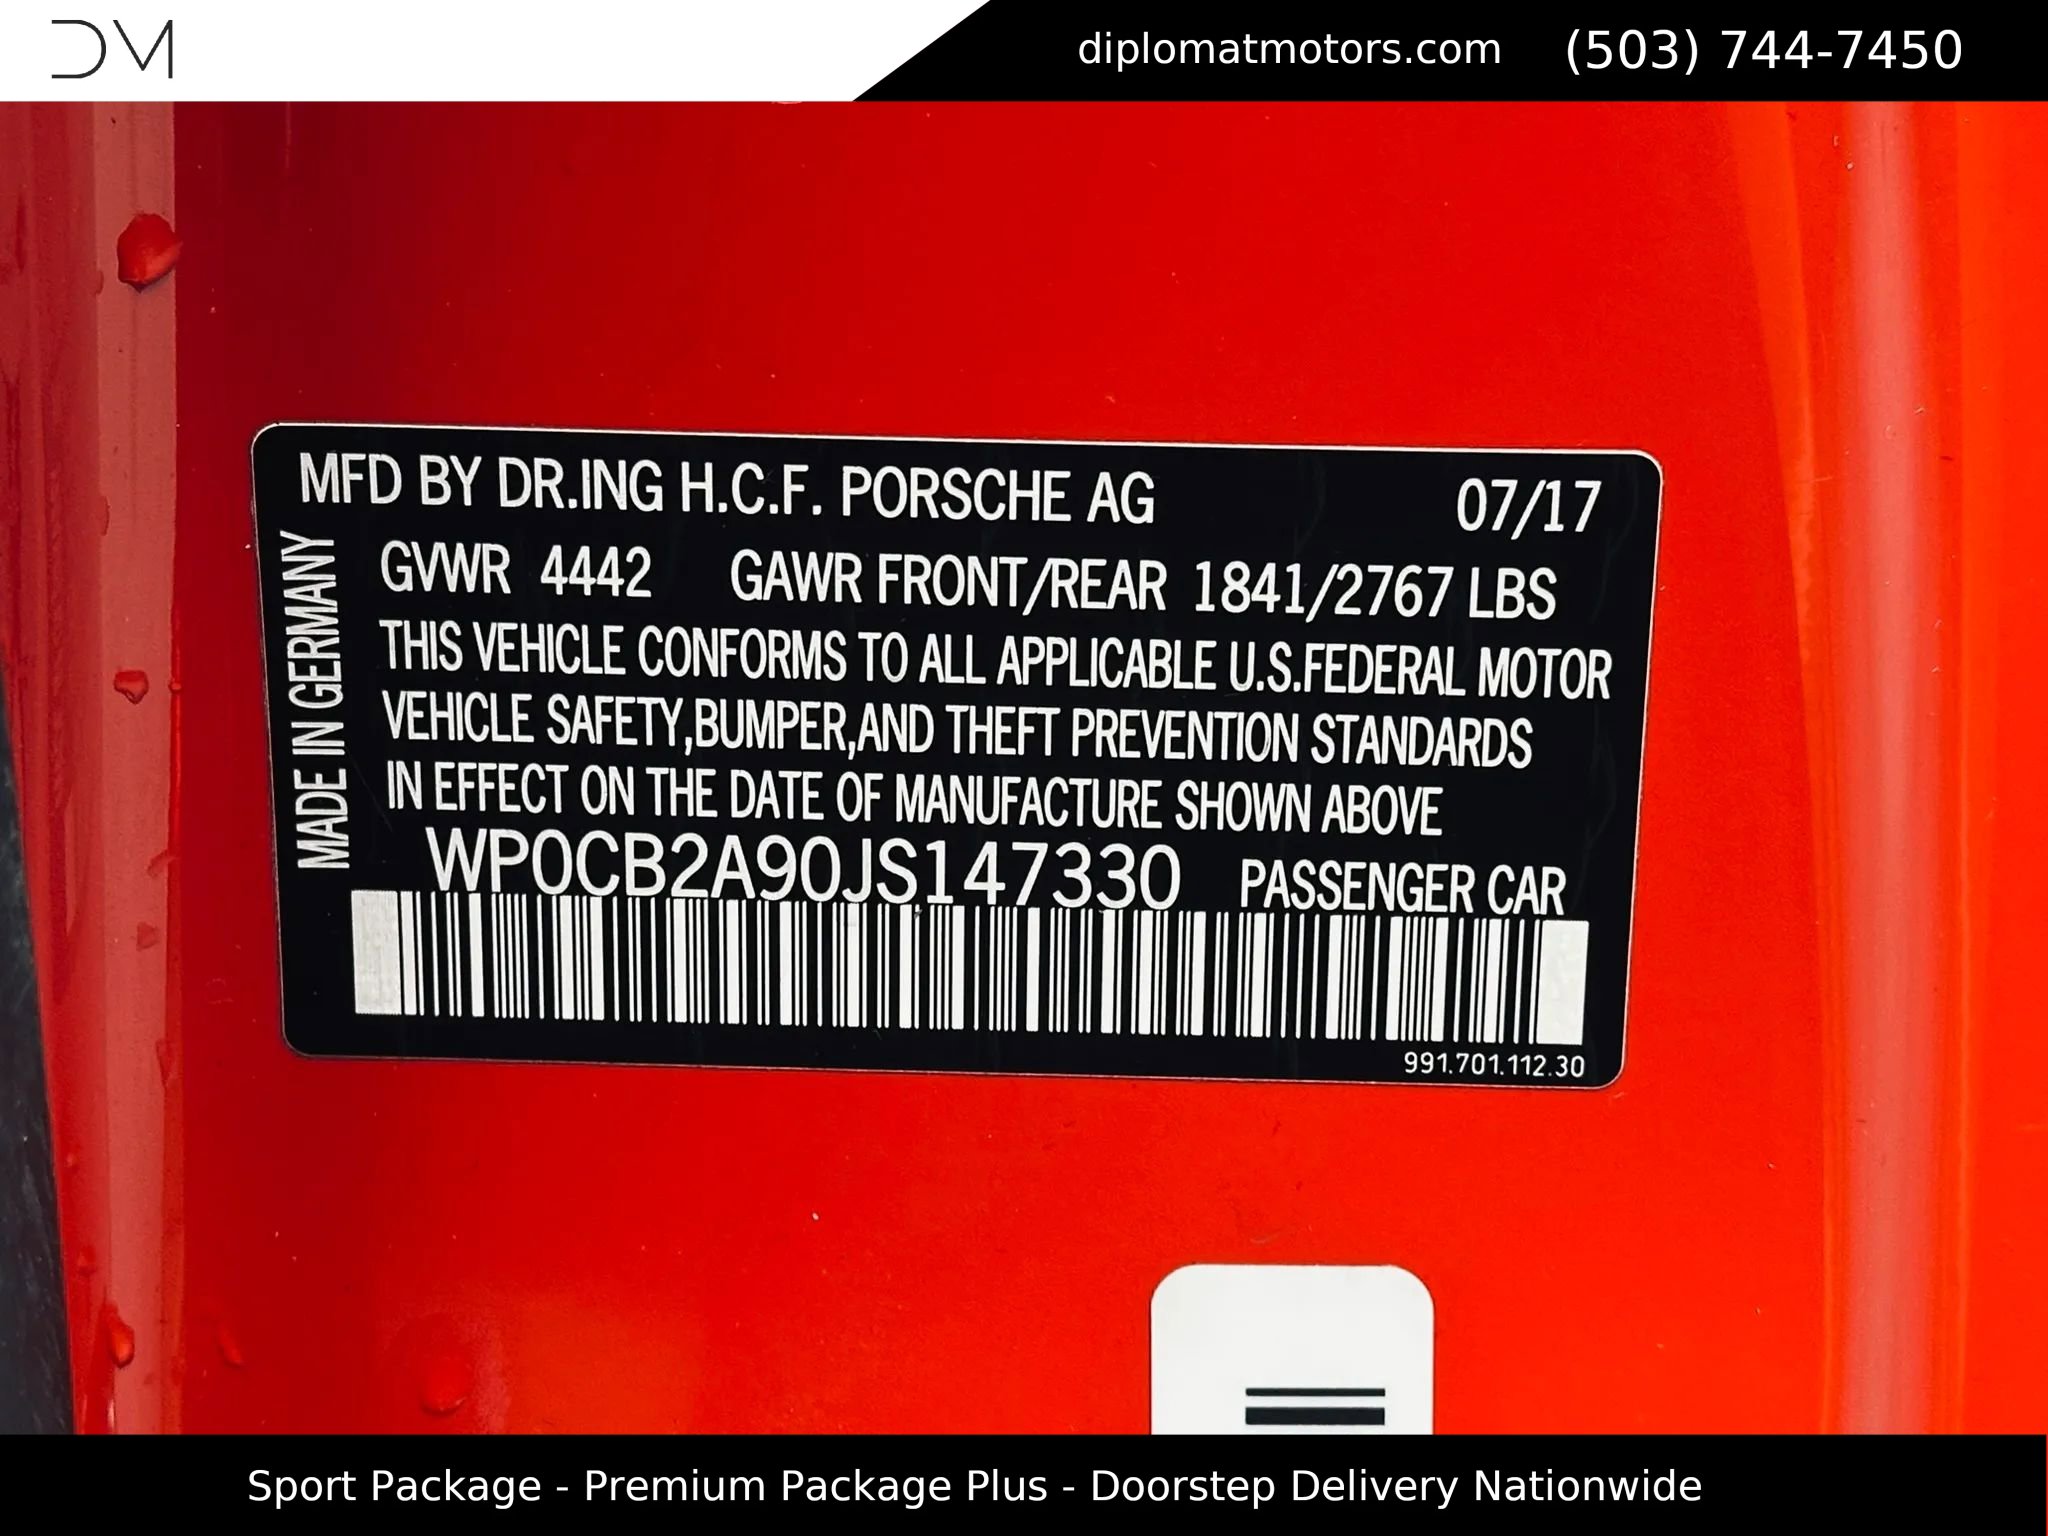 DM
diplomatmotors.com (503) 744-7450
MFD BY DR.ING H.C.F. PORSCHE AG 07/17
MADE IN GERMANY
GVWR 4442 GAWR FRONT/REAR 1841/2767 LBS
THIS VEHICLE CONFORMS TO ALL APPLICABLE U.S.FEDERAL MOTOR
VEHICLE SAFETY,BUMPER,AND THEFT PREVENTION STANDARDS
IN EFFECT ON THE DATE OF MANUFACTURE SHOWN ABOVE
WP0CB2A90JS147330 PASSENGER CAR
991.701.112.30
Sport Package - Premium Package Plus - Doorstep Delivery Nationwide